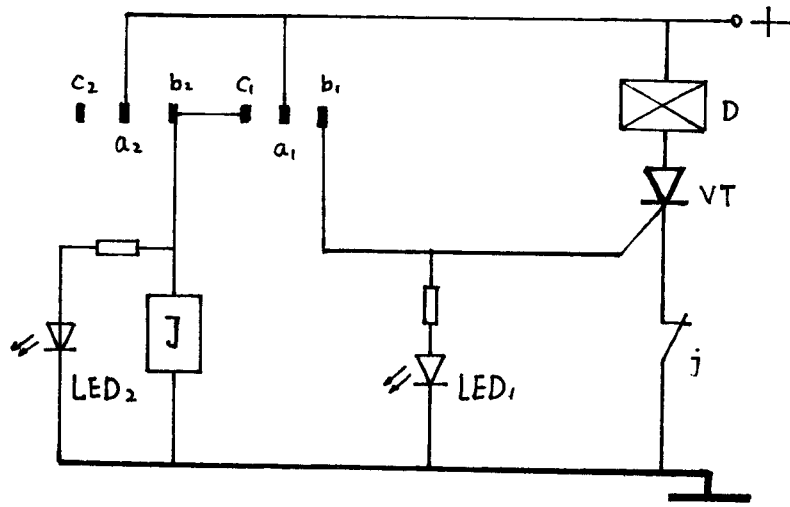 +
c₂
b₂
c₁
b₁
a₂
a₁
D
VT
J
j
LED₂
LED₁